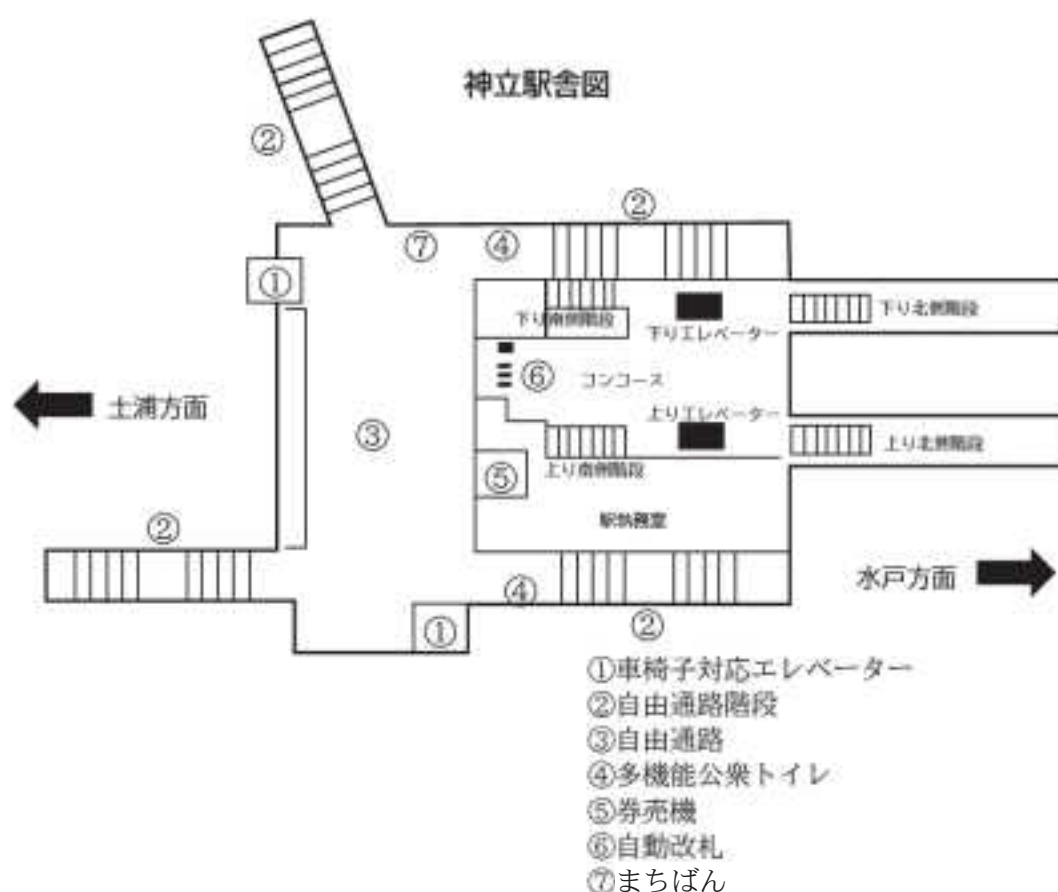 神立駅舎図
②
②
⑦
④
①
下り南側階段
下りエレベーター
下り北側階段
⑥
コンコース
土浦方面
③
上りエレベーター
上り北側階段
上り南側階段
⑤
駅執務室
②
水戸方面
④
①
②
①車椅子対応エレベーター
②自由通路階段
③自由通路
④多機能公衆トイレ
⑤券売機
⑥自動改札
⑦まちばん